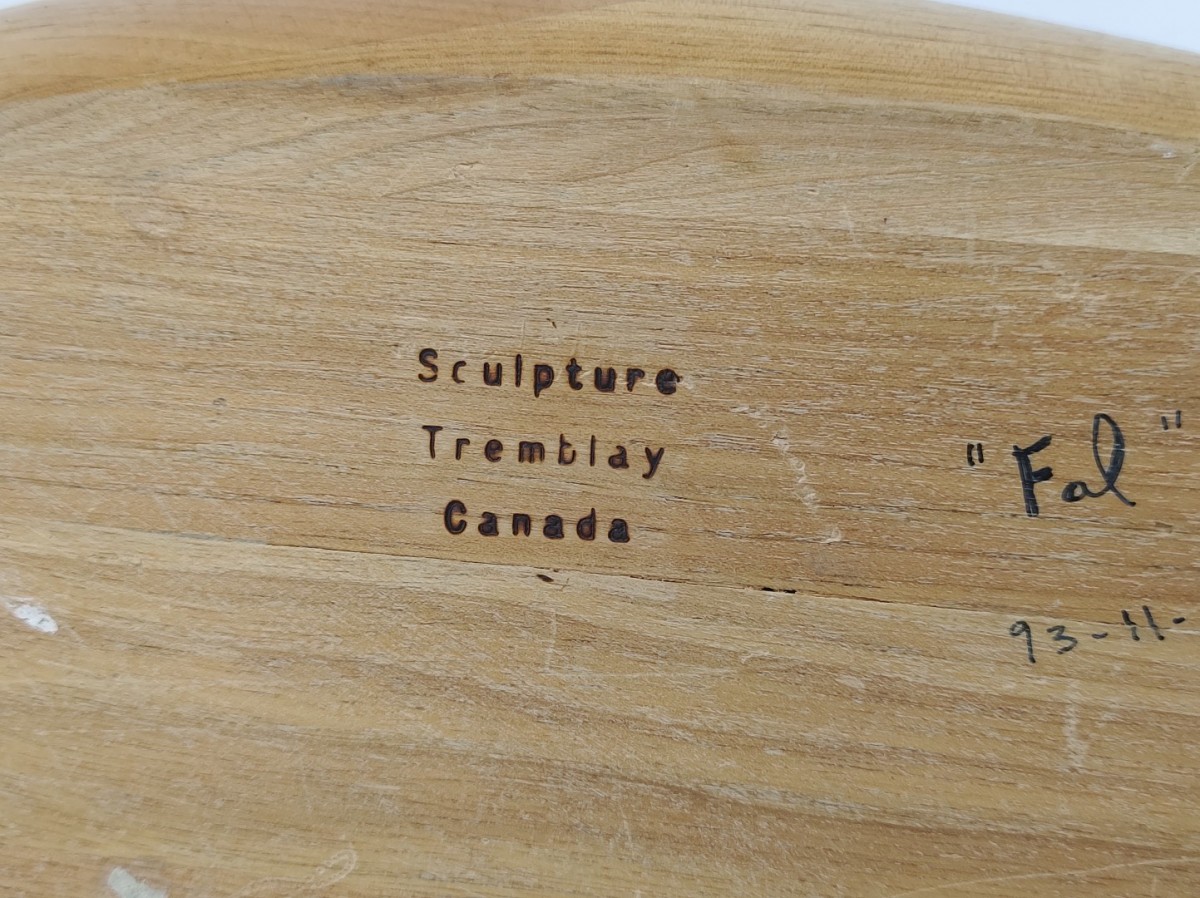 Sculpture
Tremblay
Canada
"Fal"
93-11-